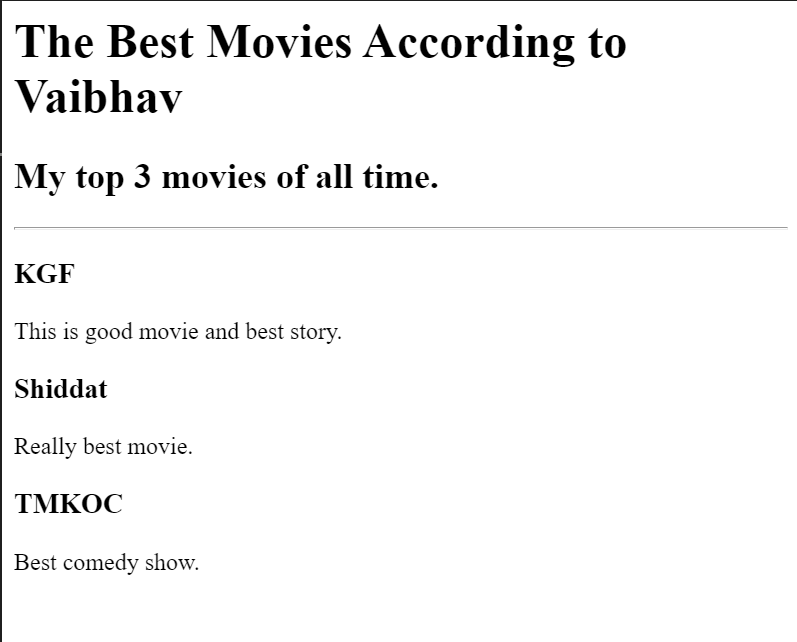 The Best Movies According to
Vaibhav
My top 3 movies of all time.
KGF
This is good movie and best story.
Shiddat
Really best movie.
TMKOC
Best comedy show.